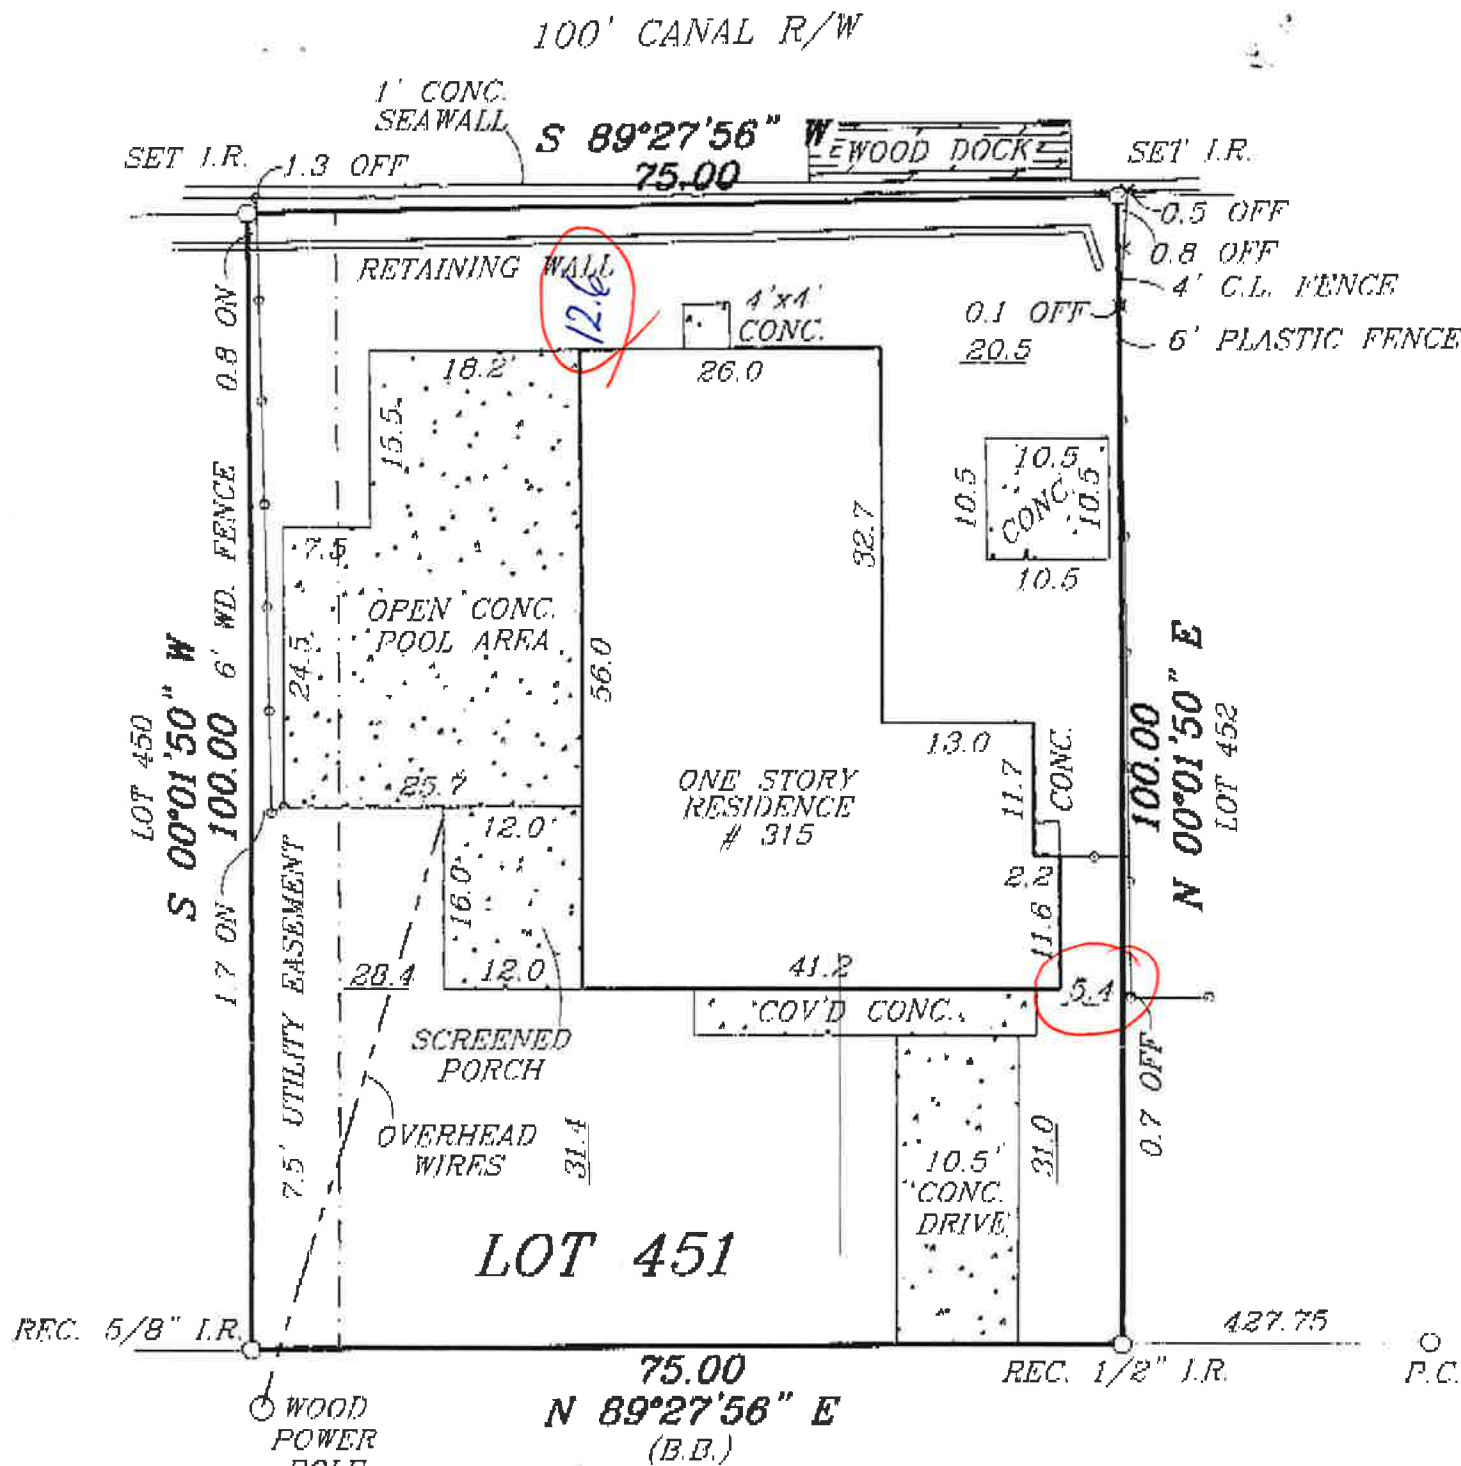 100' CANAL R/W
1' CONC.
SEAWALL
S 89°27'56" W
75.00
WOOD DOCK
SET I.R.
1.3 OFF
SET I.R.
0.5 OFF
0.8 OFF
4' C.L. FENCE
0.1 OFF
6' PLASTIC FENCE
20.5
RETAINING WALL
12.6
4'x4'
CONC.
0.8 ON
18.2'
26.0
15.5
7.5
24.5
OPEN CONC.
POOL AREA
56.0
32.7
10.5
10.5
CONC.
10.5
10.5
6' WD. FENCE
LOT 450
S 00°01'50" W
100.00
25.7
12.0'
16.0'
12.0
ONE STORY
RESIDENCE
# 315
13.0
11.7
CONC.
2.2
11.6
100.00
N 00°01'50" E
LOT 452
1.7 ON
7.5' UTILITY EASEMENT
28.4
41.2
5.4
COV'D CONC.
SCREENED
PORCH
OVERHEAD
WIRES
31.4
10.5'
CONC.
DRIVE
31.0
0.7 OFF
LOT 451
REC. 5/8" I.R.
75.00
N 89°27'56" E
(B.B.)
REC. 1/2" I.R.
427.75
P.C.
WOOD
POWER
POLE